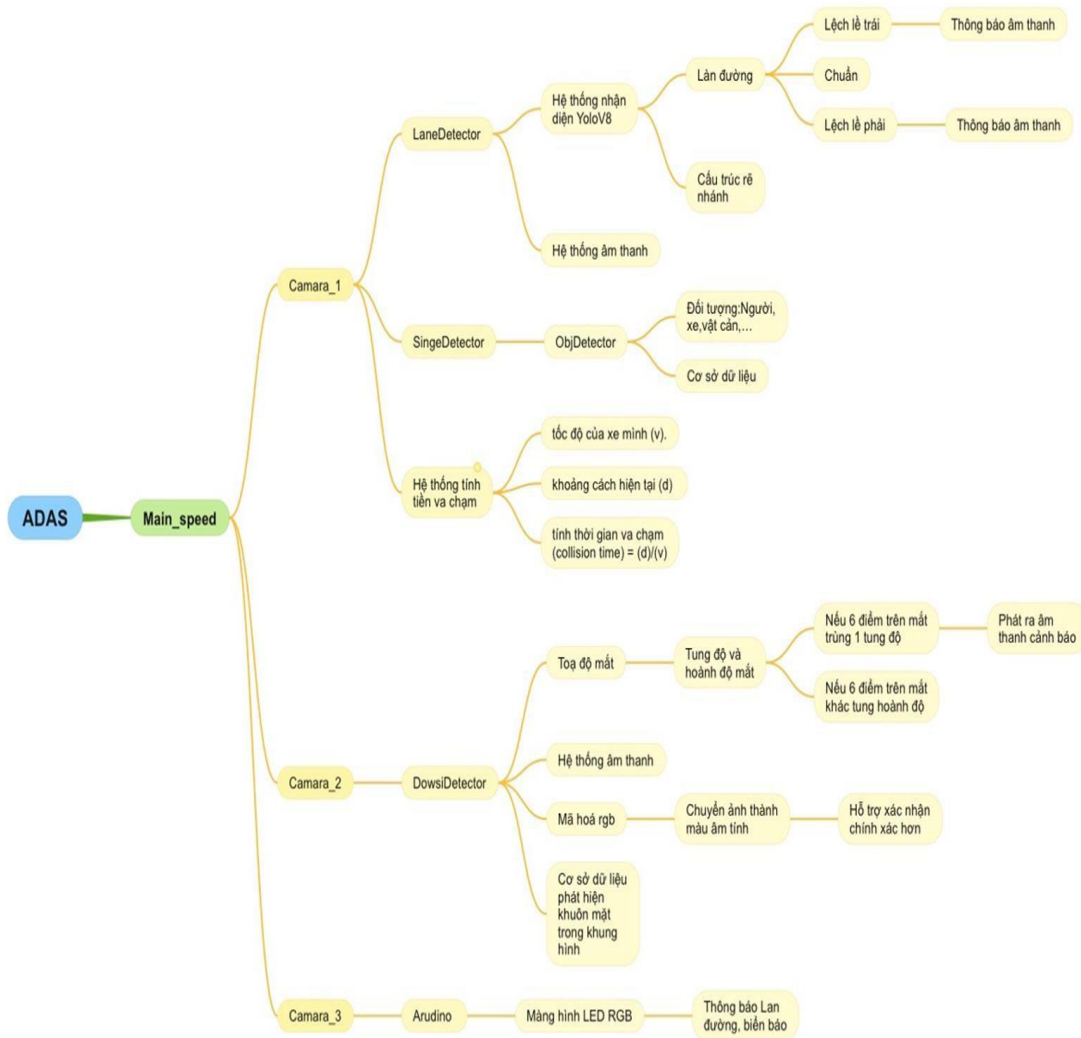 ADAS
Main_speed
Camara_1
LaneDetector
Hệ thống nhận
diện YoloV8
Làn đường
Lệch lề trái
Thông báo âm thanh
Chuẩn
Lệch lề phải
Thông báo âm thanh
Cấu trúc rẽ
nhánh
Hệ thống âm thanh
SingeDetector
ObjDetector
Đối tượng:Người,
xe,vật cản,…
Cơ sở dữ liệu
Hệ thống tính
tiền va chạm
tốc độ của xe mình (v).
khoảng cách hiện tại (d)
tính thời gian va chạm
(collision time) = (d)/(v)
Camara_2
DowsiDetector
Toạ độ mắt
Tung độ và
hoành độ mắt
Nếu 6 điểm trên mắt
trùng 1 tung độ
Phát ra âm
thanh cảnh báo
Nếu 6 điểm trên mắt
khác tung hoành độ
Hệ thống âm thanh
Mã hoá rgb
Chuyển ảnh thành
màu âm tính
Hỗ trợ xác nhận
chính xác hơn
Cơ sở dữ liệu
phát hiện
khuôn mặt
trong khung
hình
Camara_3
Arudino
Màng hình LED RGB
Thông báo Lan
đường, biển báo